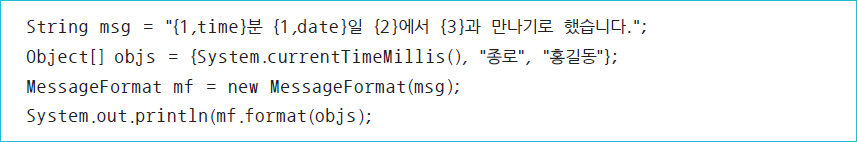 String msg = "{1,time}분 {1,date}일 {2}에서 {3}과 만나기로 했습니다.";
Object[] objs = {System.currentTimeMillis(), "종로", "홍길동"};
MessageFormat mf = new MessageFormat(msg);
System.out.println(mf.format(objs);